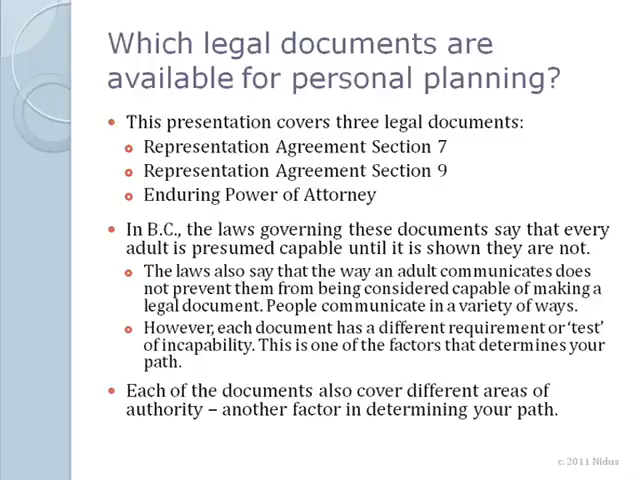 Which legal documents are
available for personal planning?
This presentation covers three legal documents:
Representation Agreement Section 7
Representation Agreement Section 9
Enduring Power of Attorney
In B.C., the laws governing these documents say that every
adult is presumed capable until it is shown they are not.
The laws also say that the way an adult communicates does
not prevent them from being considered capable of making a
legal document. People communicate in a variety of ways.
However, each document has a different requirement or ‘test’
of incapability. This is one of the factors that determines your
path.
Each of the documents also cover different areas of
authority – another factor in determining your path.
c. 2011 Nidus